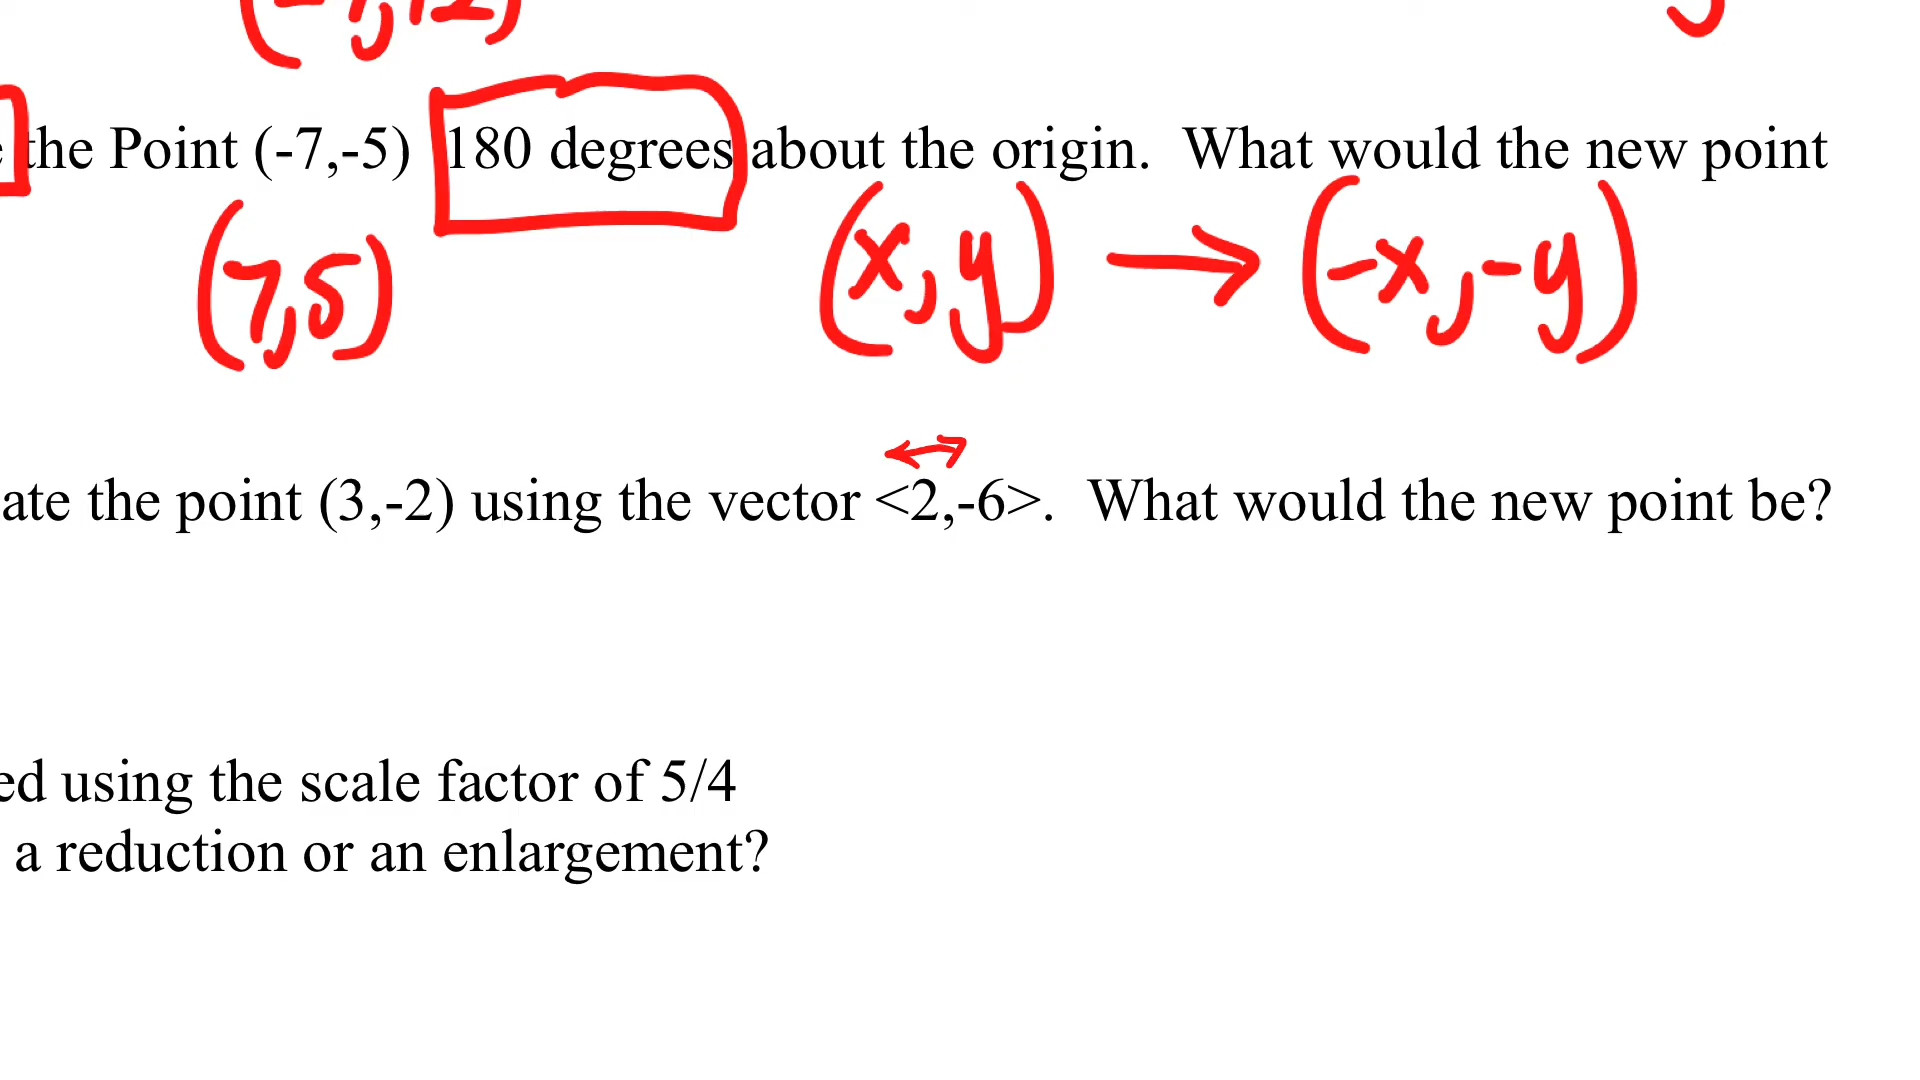 the Point (-7,-5) 180 degrees about the origin. What would the new point
(7,5) (x,y) → (-x,-y)
ate the point (3,-2) using the vector <2,-6>. What would the new point be?
ed using the scale factor of 5/4
a reduction or an enlargement?